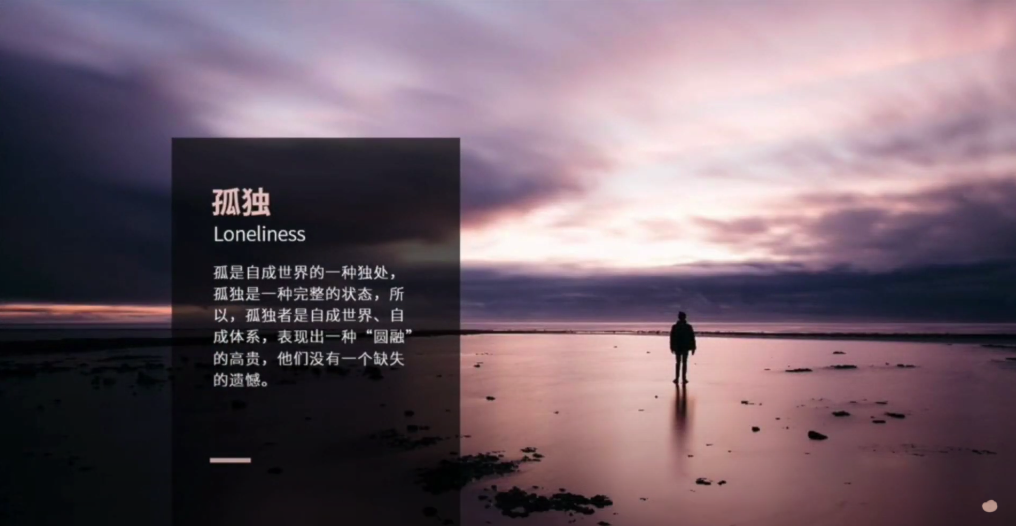 孤独
Loneliness
孤是自成世界的一种独处，
孤独是一种完整的状态，所
以，孤独者是自成世界、自
成体系，表现出一种“圆融”
的高贵，他们没有一个缺失
的遗憾。